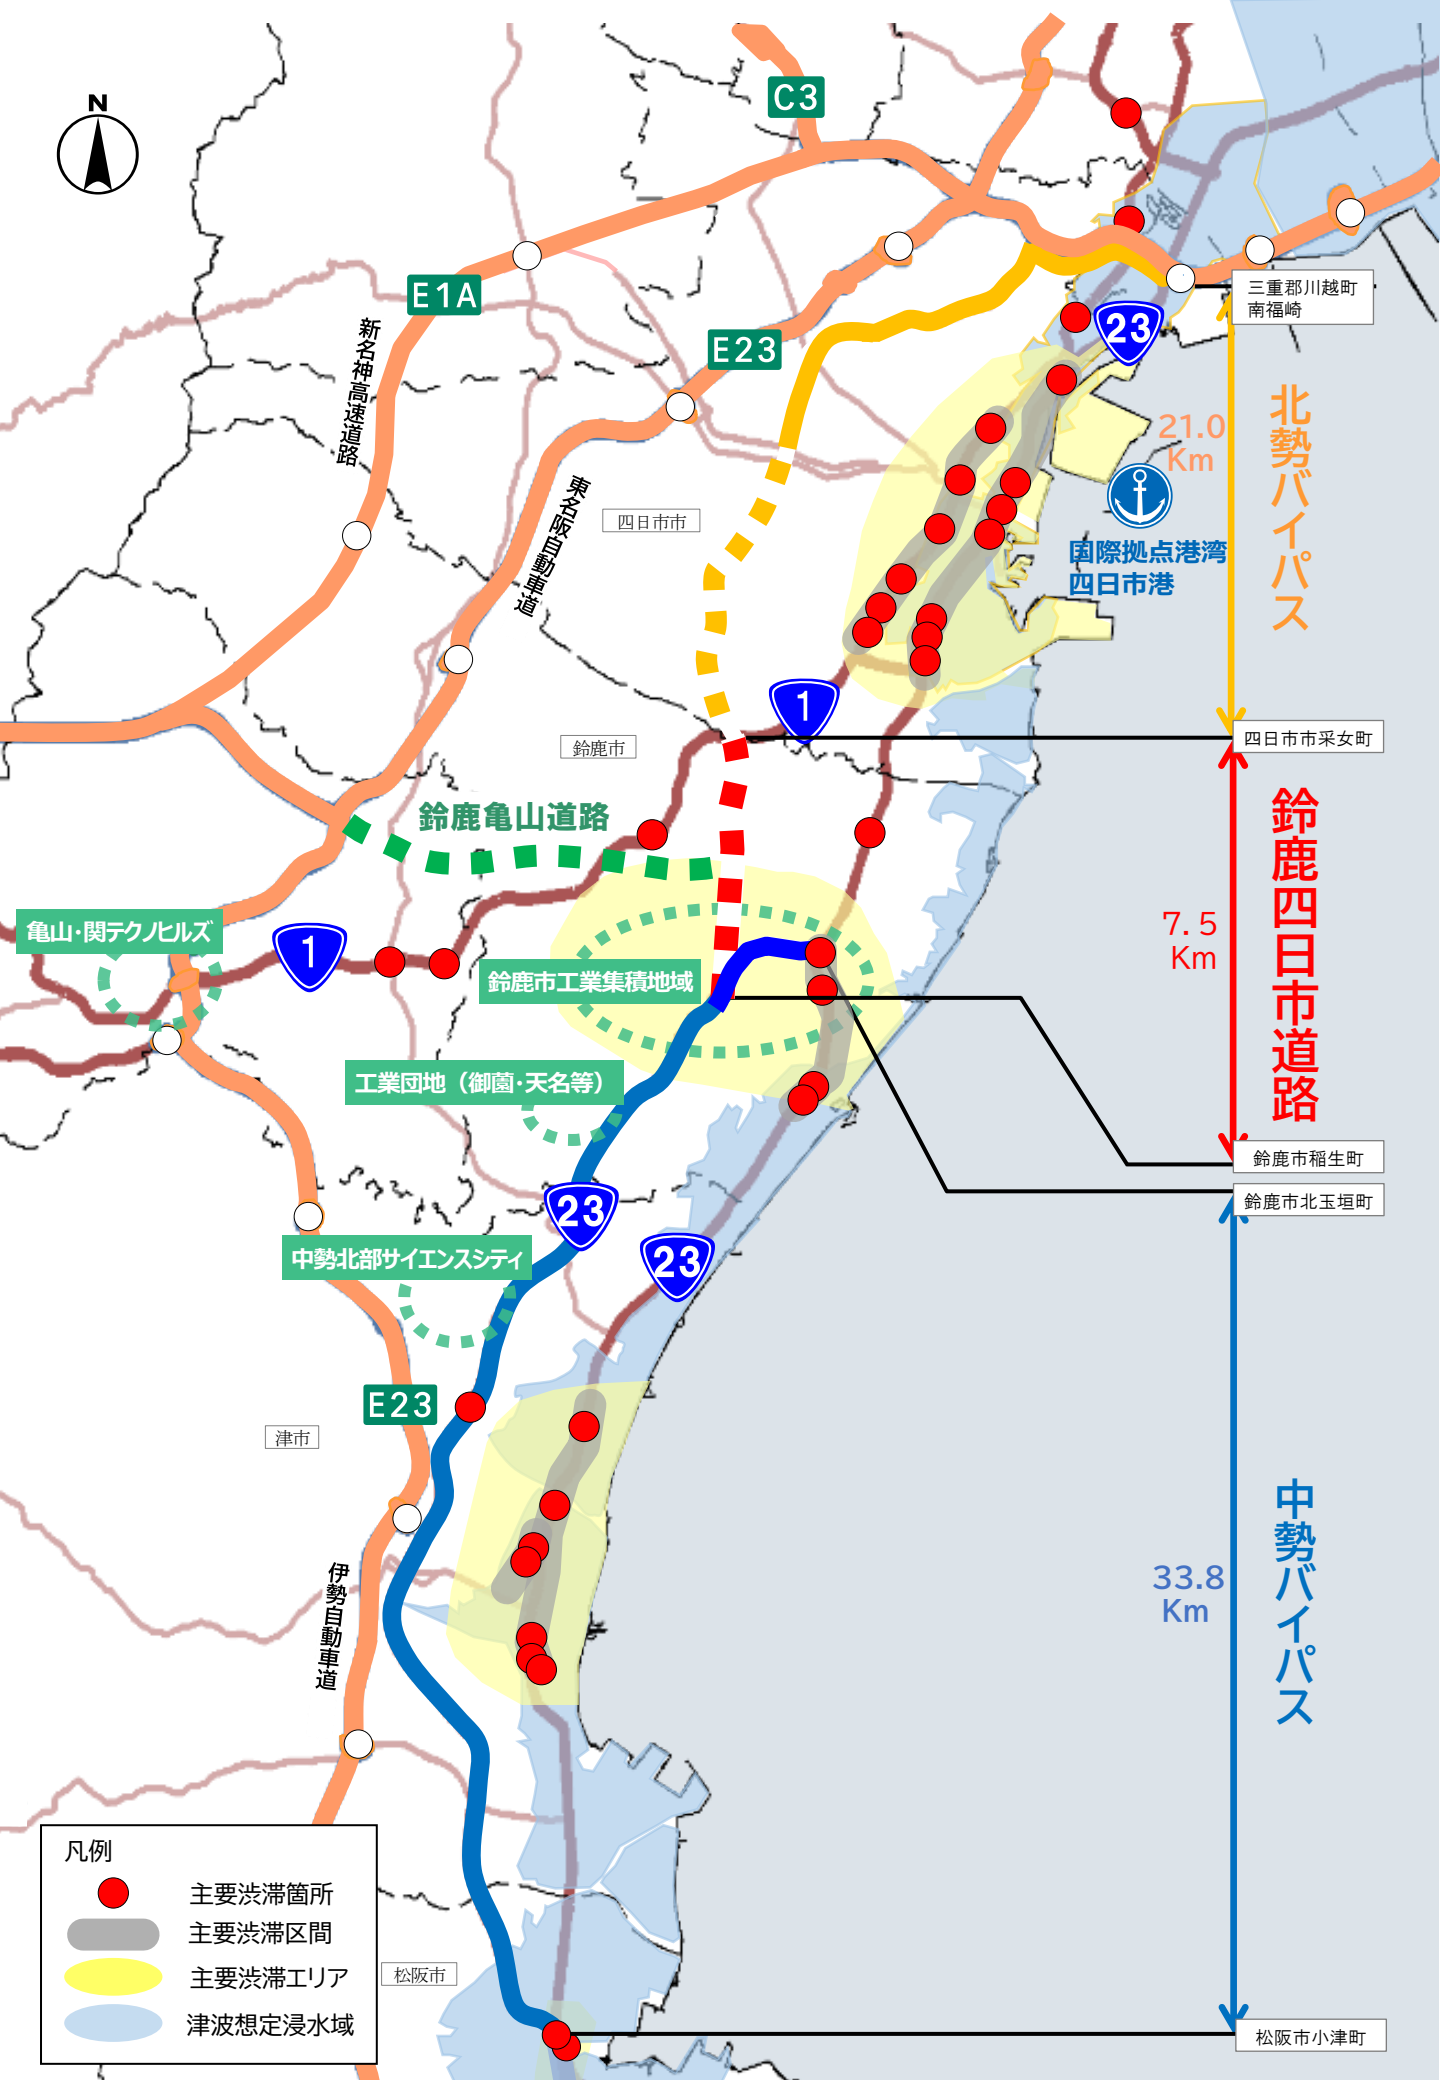 N
C3
E1A
E23
新名神高速道路
東名阪自動車道
四日市市
三重郡川越町
南福崎
23
21.0
Km
北勢バイパス
国際拠点港湾
四日市港
1
鈴鹿市
四日市市采女町
鈴鹿亀山道路
鈴鹿四日市道路
7.5
Km
亀山・関テクノヒルズ
1
鈴鹿市工業集積地域
工業団地（御薗・天名等）
鈴鹿市稲生町
鈴鹿市北玉垣町
23
23
中勢北部サイエンスシティ
E23
津市
伊勢自動車道
33.8
Km
中勢バイパス
凡例
主要渋滞箇所
主要渋滞区間
主要渋滞エリア
津波想定浸水域
松阪市
松阪市小津町